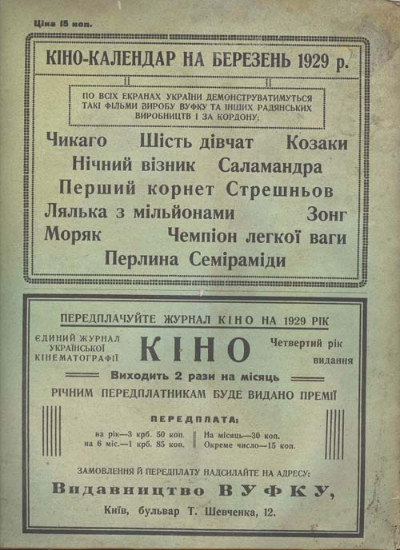 Ціна 15 коп.
КІНО-КАЛЕНДАР НА БЕРЕЗЕНЬ 1929 р.
ПО ВСІХ ЕКРАНАХ УКРАЇНИ ДЕМОНСТРУВАТИМУТЬСЯ
ТАКІ ФІЛЬМИ ВИРОБУ ВУФКУ ТА ИНШИХ РАДЯНСЬКИХ
ВИРОБНИЦТВ І ЗА КОРДОНУ:
Чикаго Шість дівчат Козаки
Нічний візник Саламандра
Перший корнет Стрешньов
Лялька з мільйонами Зонг
Моряк Чемпіон легкої ваги
Перлина Семіраміди
ПЕРЕДПЛАЧУЙТЕ ЖУРНАЛ КІНО НА 1929 РІК
ЄДИНИЙ ЖУРНАЛ
УКРАЇНСЬКОЇ
КІНЕМАТОГРАФІЇ
КІНО
Четвертий рік
видання
Виходить 2 рази на місяць
РІЧНИМ ПЕРЕДПЛАТНИКАМ БУДЕ ВИДАНО ПРЕМІЇ
ПЕРЕДПЛАТА:
на рік—3 крб. 50 коп.
на 6 міс.—1 крб. 85 коп.
На місяць—30 коп.
Окреме число—15 коп.
ЗАМОВЛЕННЯ Й ПЕРЕДПЛАТУ НАДСИЛАЙТЕ НА АДРЕСУ:
Видавництво ВУФКУ,
Київ, бульвар Т. Шевченка, 12.